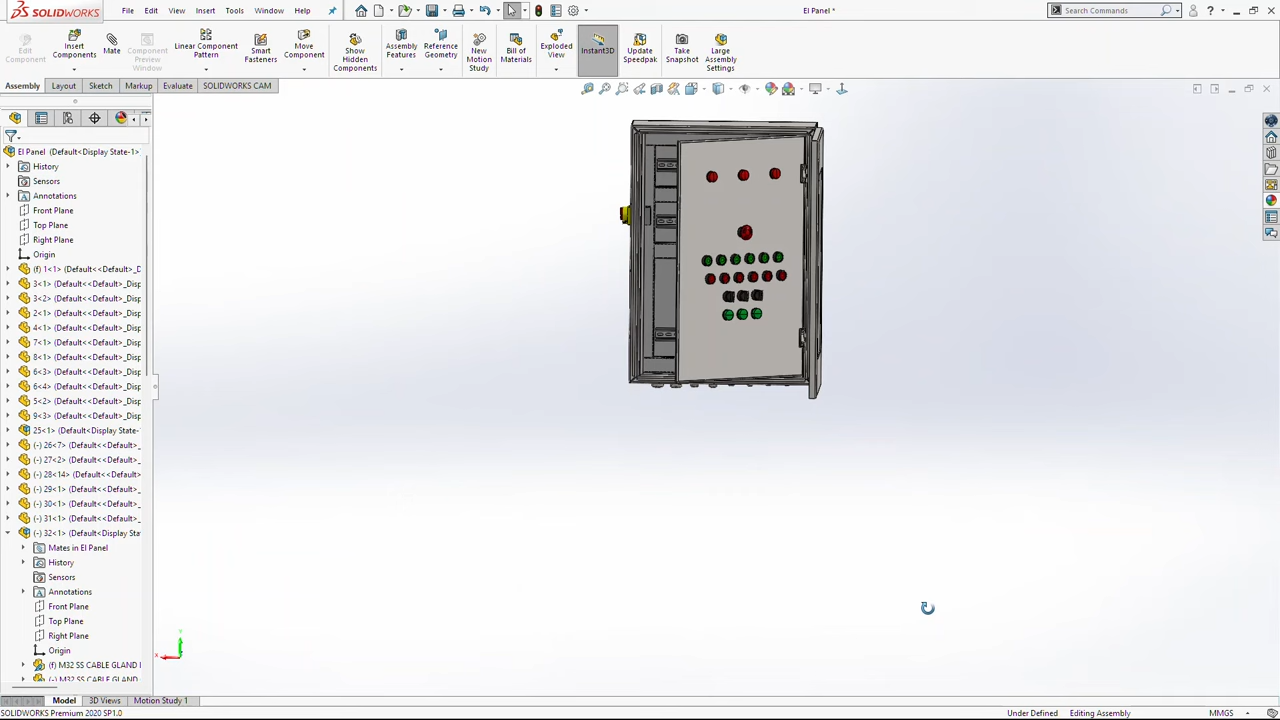 SOLIDWORKS File Edit View Insert Tools Window Help El Panel * Search Commands
Edit Component
Insert Components
Mate
Component Preview Window
Linear Component Pattern
Smart Fasteners
Move Component
Show Hidden Components
Assembly Features
Reference Geometry
New Motion Study
Bill of Materials
Exploded View
Instant3D
Update Speedpak
Take Snapshot
Large Assembly Settings
Assembly Layout Sketch Markup Evaluate SOLIDWORKS CAM
El Panel (Default<Display State-1>
History
Sensors
Annotations
Front Plane
Top Plane
Right Plane
Origin
(f) 1<1> (Default<<Default>_D
3<1> (Default<<Default>_Disp
3<2> (Default<<Default>_Disp
2<1> (Default<<Default>_Disp
4<1> (Default<<Default>_Disp
7<1> (Default<<Default>_Disp
8<1> (Default<<Default>_Disp
6<3> (Default<<Default>_Disp
6<4> (Default<<Default>_Disp
5<2> (Default<<Default>_Disp
9<3> (Default<<Default>_Disp
25<1> (Default<Display State-
(-) 26<7> (Default<<Default>_
(-) 27<2> (Default<<Default>_
(-) 28<14> (Default<<Default>
(-) 29<1> (Default<<Default>_
(-) 30<1> (Default<<Default>_
(-) 31<1> (Default<<Default>_
(-) 32<1> (Default<Display Sta
Mates in El Panel
History
Sensors
Annotations
Front Plane
Top Plane
Right Plane
Origin
(f) M32 SS CABLE GLAND
(-) M32 SS CABLE GLAND
Model 3D Views Motion Study 1
SOLIDWORKS Premium 2020 SP1.0 Under Defined Editing Assembly MMGS